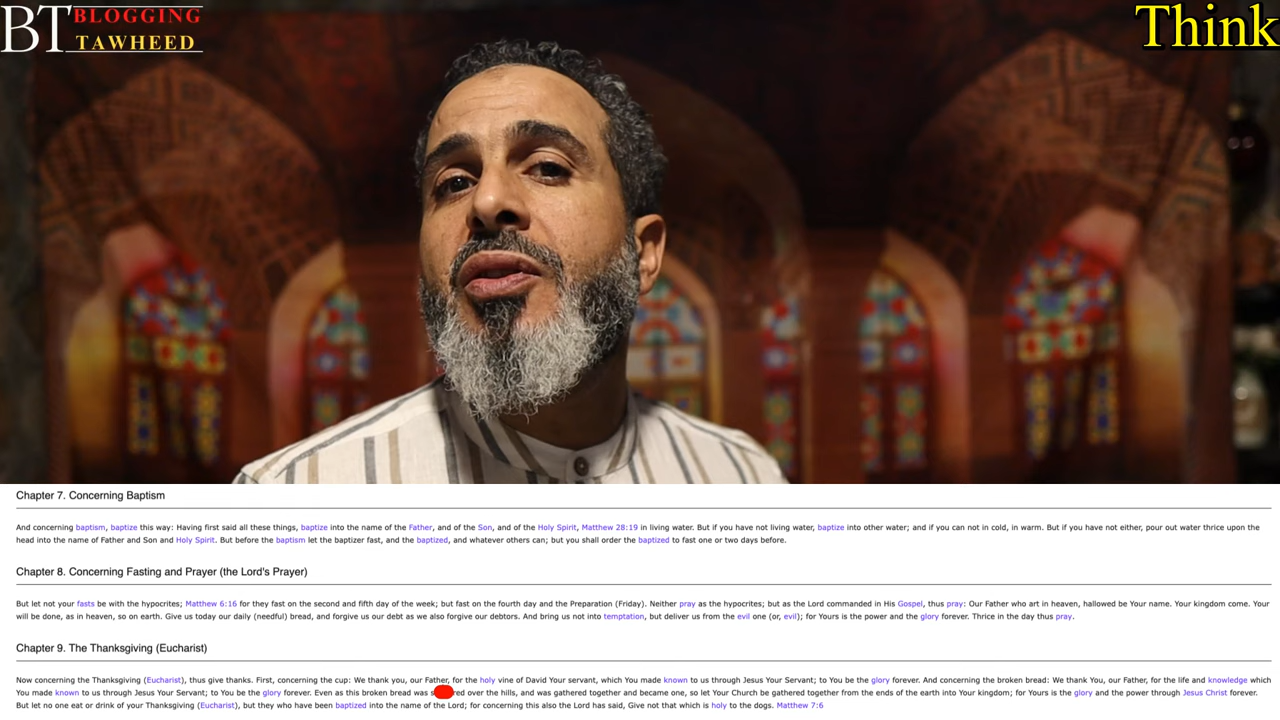 BT BLOGGING
TAWHEED
Think
Chapter 7. Concerning Baptism
And concerning baptism, baptize this way: Having first said all these things, baptize into the name of the Father, and of the Son, and of the Holy Spirit, Matthew 28:19 in living water. But if you have not living water, baptize into other water; and if you can not in cold, in warm. But if you have not either, pour out water thrice upon the
head into the name of Father and Son and Holy Spirit. But before the baptism let the baptizer fast, and the baptized, and whatever others can; but you shall order the baptized to fast one or two days before.
Chapter 8. Concerning Fasting and Prayer (the Lord's Prayer)
But let not your fasts be with the hypocrites; Matthew 6:16 for they fast on the second and fifth day of the week; but fast on the fourth day and the Preparation (Friday). Neither pray as the hypocrites; but as the Lord commanded in His Gospel, thus pray: Our Father who art in heaven, hallowed be Your name. Your kingdom come. Your
will be done, as in heaven, so on earth. Give us today our daily (needful) bread, and forgive us our debt as we also forgive our debtors. And bring us not into temptation, but deliver us from the evil one (or, evil); for Yours is the power and the glory forever. Thrice in the day thus pray.
Chapter 9. The Thanksgiving (Eucharist)
Now concerning the Thanksgiving (Eucharist), thus give thanks. First, concerning the cup: We thank you, our Father, for the holy vine of David Your servant, which You made known to us through Jesus Your Servant; to You be the glory forever. And concerning the broken bread: We thank You, our Father, for the life and knowledge which
You made known to us through Jesus Your Servant; to You be the glory forever. Even as this broken bread was over the hills, and was gathered together and became one, so let Your Church be gathered together from the ends of the earth into Your kingdom; for Yours is the glory and the power through Jesus Christ forever.
But let no one eat or drink of your Thanksgiving (Eucharist), but they who have been baptized into the name of the Lord; for concerning this also the Lord has said, Give not that which is holy to the dogs. Matthew 7:6